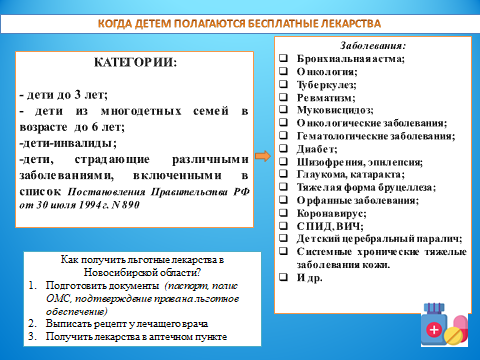 КОГДА ДЕТЕМ ПОЛАГАЮТСЯ БЕСПЛАТНЫЕ ЛЕКАРСТВА
КАТЕГОРИИ:
- дети до 3 лет;
- дети из многодетных семей в
возрасте до 6 лет;
-дети-инвалиды;
-дети, страдающие различными
заболеваниями, включенными в
список Постановления Правительства РФ
от 30 июля 1994 г. N 890
Заболевания:
Бронхиальная астма;
Онкология;
Туберкулез;
Ревматизм;
Муковисцидоз;
Онкологические заболевания;
Гематологические заболевания;
Диабет;
Шизофрения, эпилепсия;
Глаукома, катаракта;
Тяжелая форма бруцеллеза;
Орфанные заболевания;
Коронавирус;
СПИД, ВИЧ;
Детский церебральный паралич;
Системные хронические тяжелые
заболевания кожи.
И др.
Как получить льготные лекарства в
Новосибирской области?
1. Подготовить документы (паспорт, полис
ОМС, подтверждение права на льготное
обеспечение)
2. Выписать рецепт у лечащего врача
3. Получить лекарства в аптечном пункте